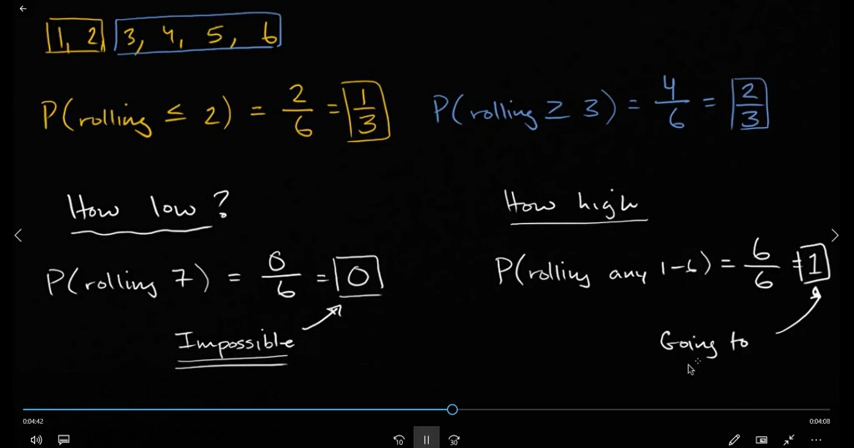 1, 2, 3, 4, 5, 6
P(rolling ≤ 2) = 2/6 = 1/3
P(rolling ≥ 3) = 4/6 = 2/3
How low?
How high
P(rolling 7) = 0/6 = 0
P(rolling any 1-6) = 6/6 = 1
Impossible
Going to
0:04:42
0:04:08
10
30